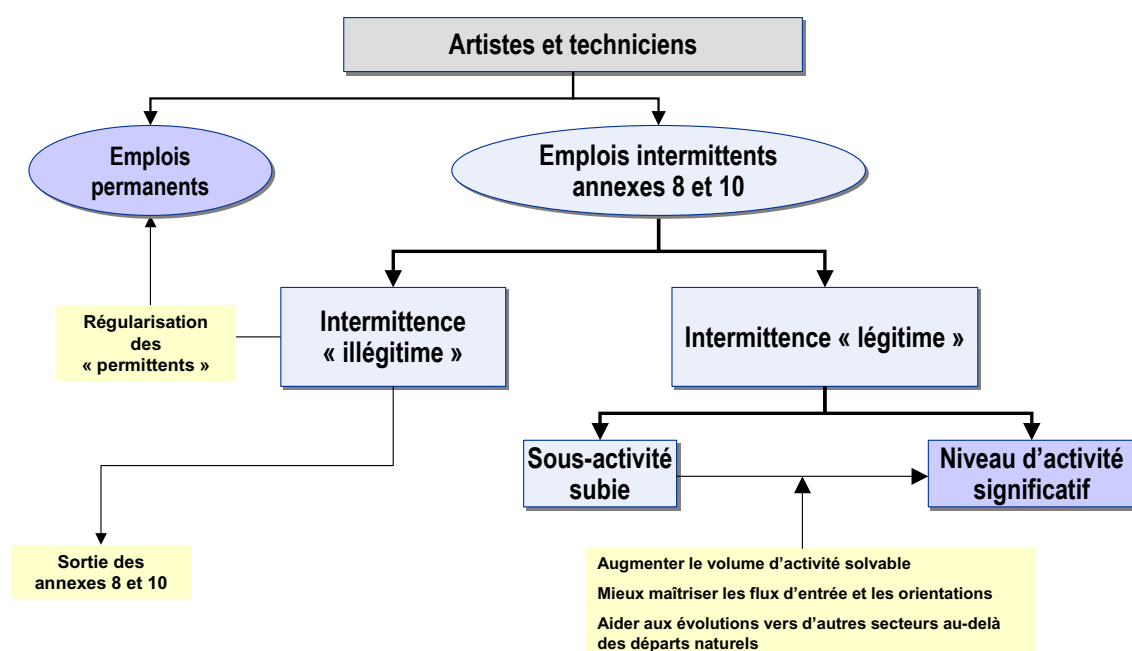 Artistes et techniciens
Emplois
permanents
Emplois intermittents
annexes 8 et 10
Régularisation
des
« permittents »
Intermittence
« illégitime »
Intermittence « légitime »
Sous-activité
subie
Niveau d’activité
significatif
Sortie des
annexes 8 et 10
Augmenter le volume d’activité solvable
Mieux maîtriser les flux d’entrée et les orientations
Aider aux évolutions vers d’autres secteurs au-delà
des départs naturels